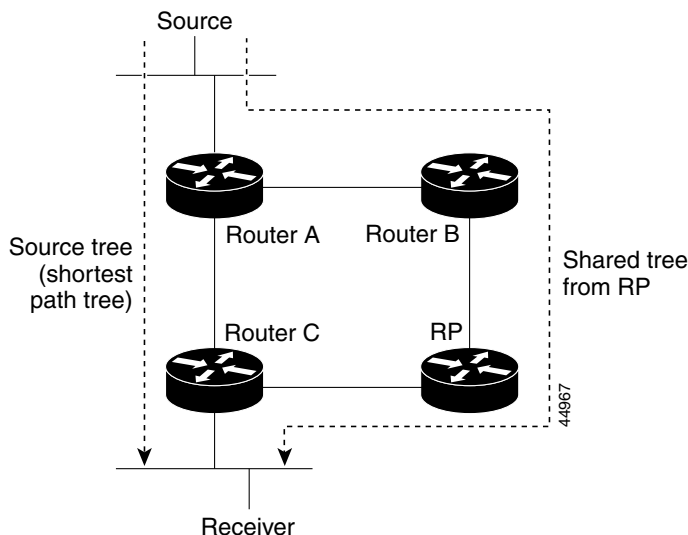 Source
Router A
Router B
Source tree
(shortest
path tree)
Shared tree
from RP
Router C
RP
44967
Receiver